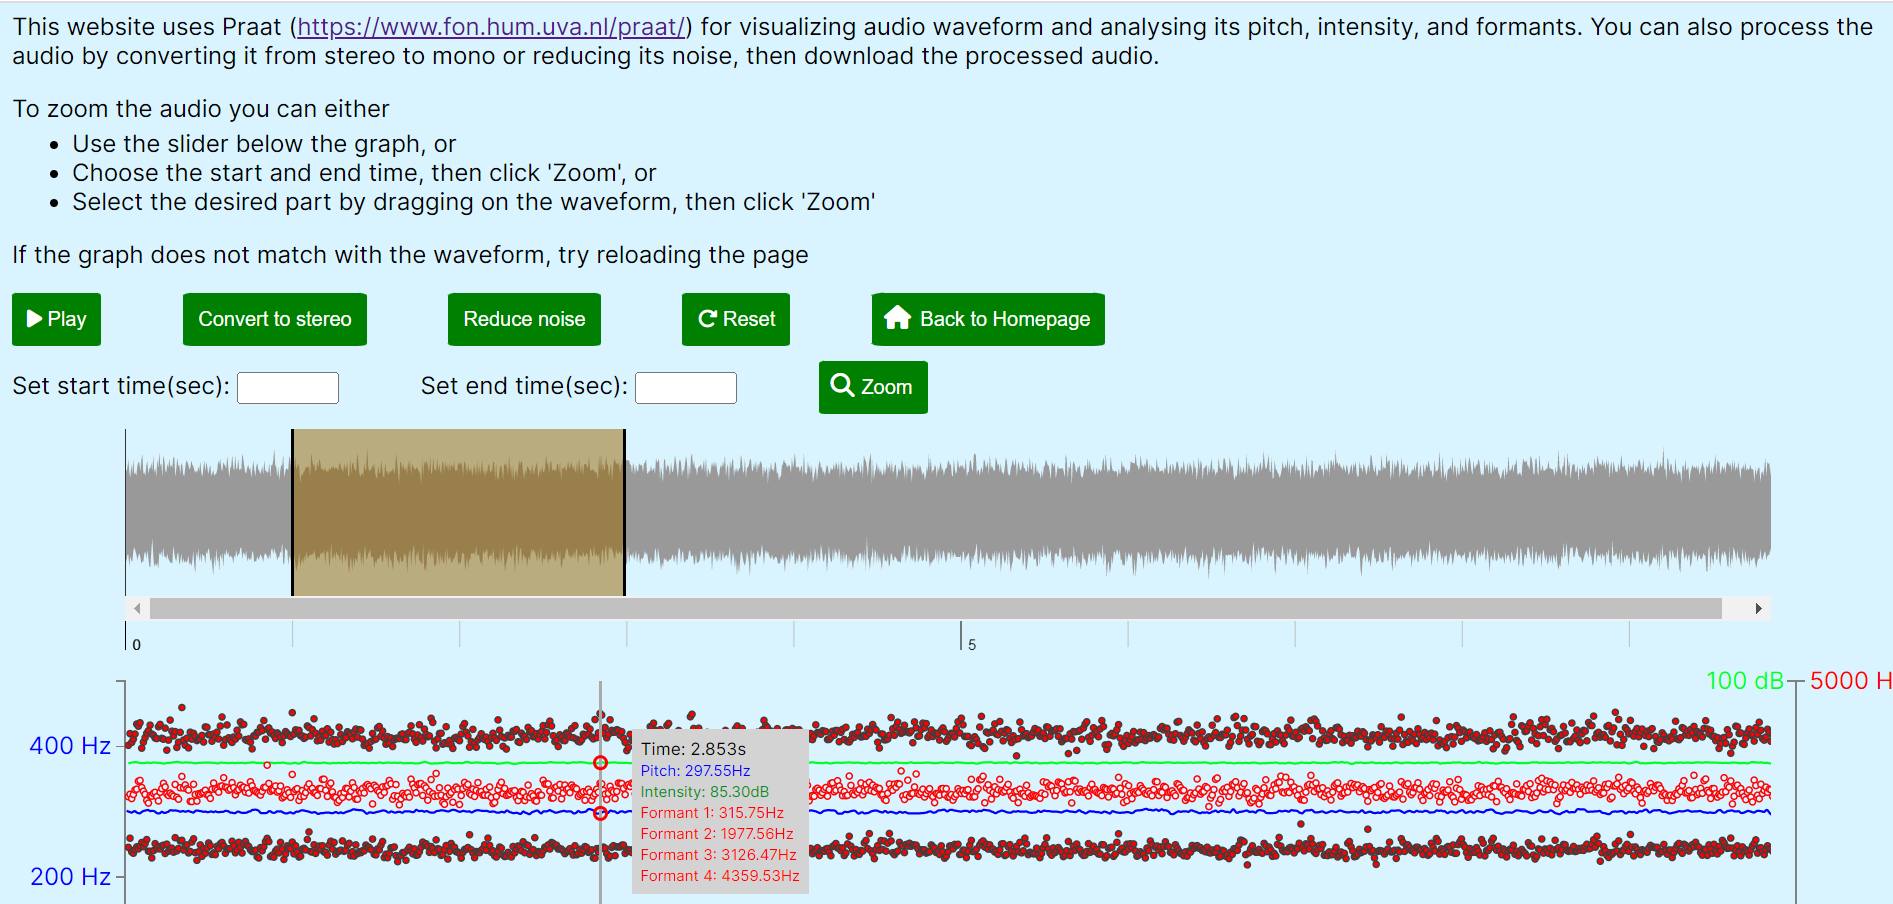 This website uses Praat (https://www.fon.hum.uva.nl/praat/) for visualizing audio waveform and analysing its pitch, intensity, and formants. You can also process the
audio by converting it from stereo to mono or reducing its noise, then download the processed audio.
To zoom the audio you can either
• Use the slider below the graph, or
• Choose the start and end time, then click 'Zoom', or
• Select the desired part by dragging on the waveform, then click 'Zoom'
If the graph does not match with the waveform, try reloading the page
Play Convert to stereo Reduce noise Reset Back to Homepage
Set start time(sec): Set end time(sec): Zoom
0 5
100 dB 5000 H
400 Hz
Time: 2.853s
Pitch: 297.55Hz
Intensity: 85.30dB
Formant 1: 315.75Hz
Formant 2: 1977.56Hz
Formant 3: 3126.47Hz
Formant 4: 4359.53Hz
200 Hz